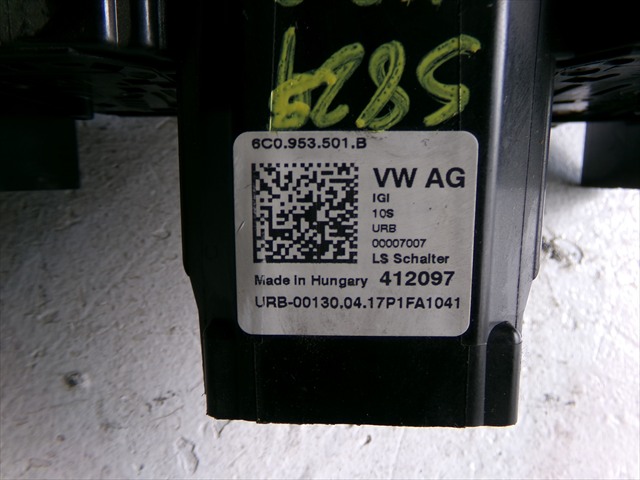 5829
6C0.953.501.B
VW AG
IGI
10S
URB
00007007
LS Schalter
Made in Hungary 412097
URB-00130.04.17P1FA1041